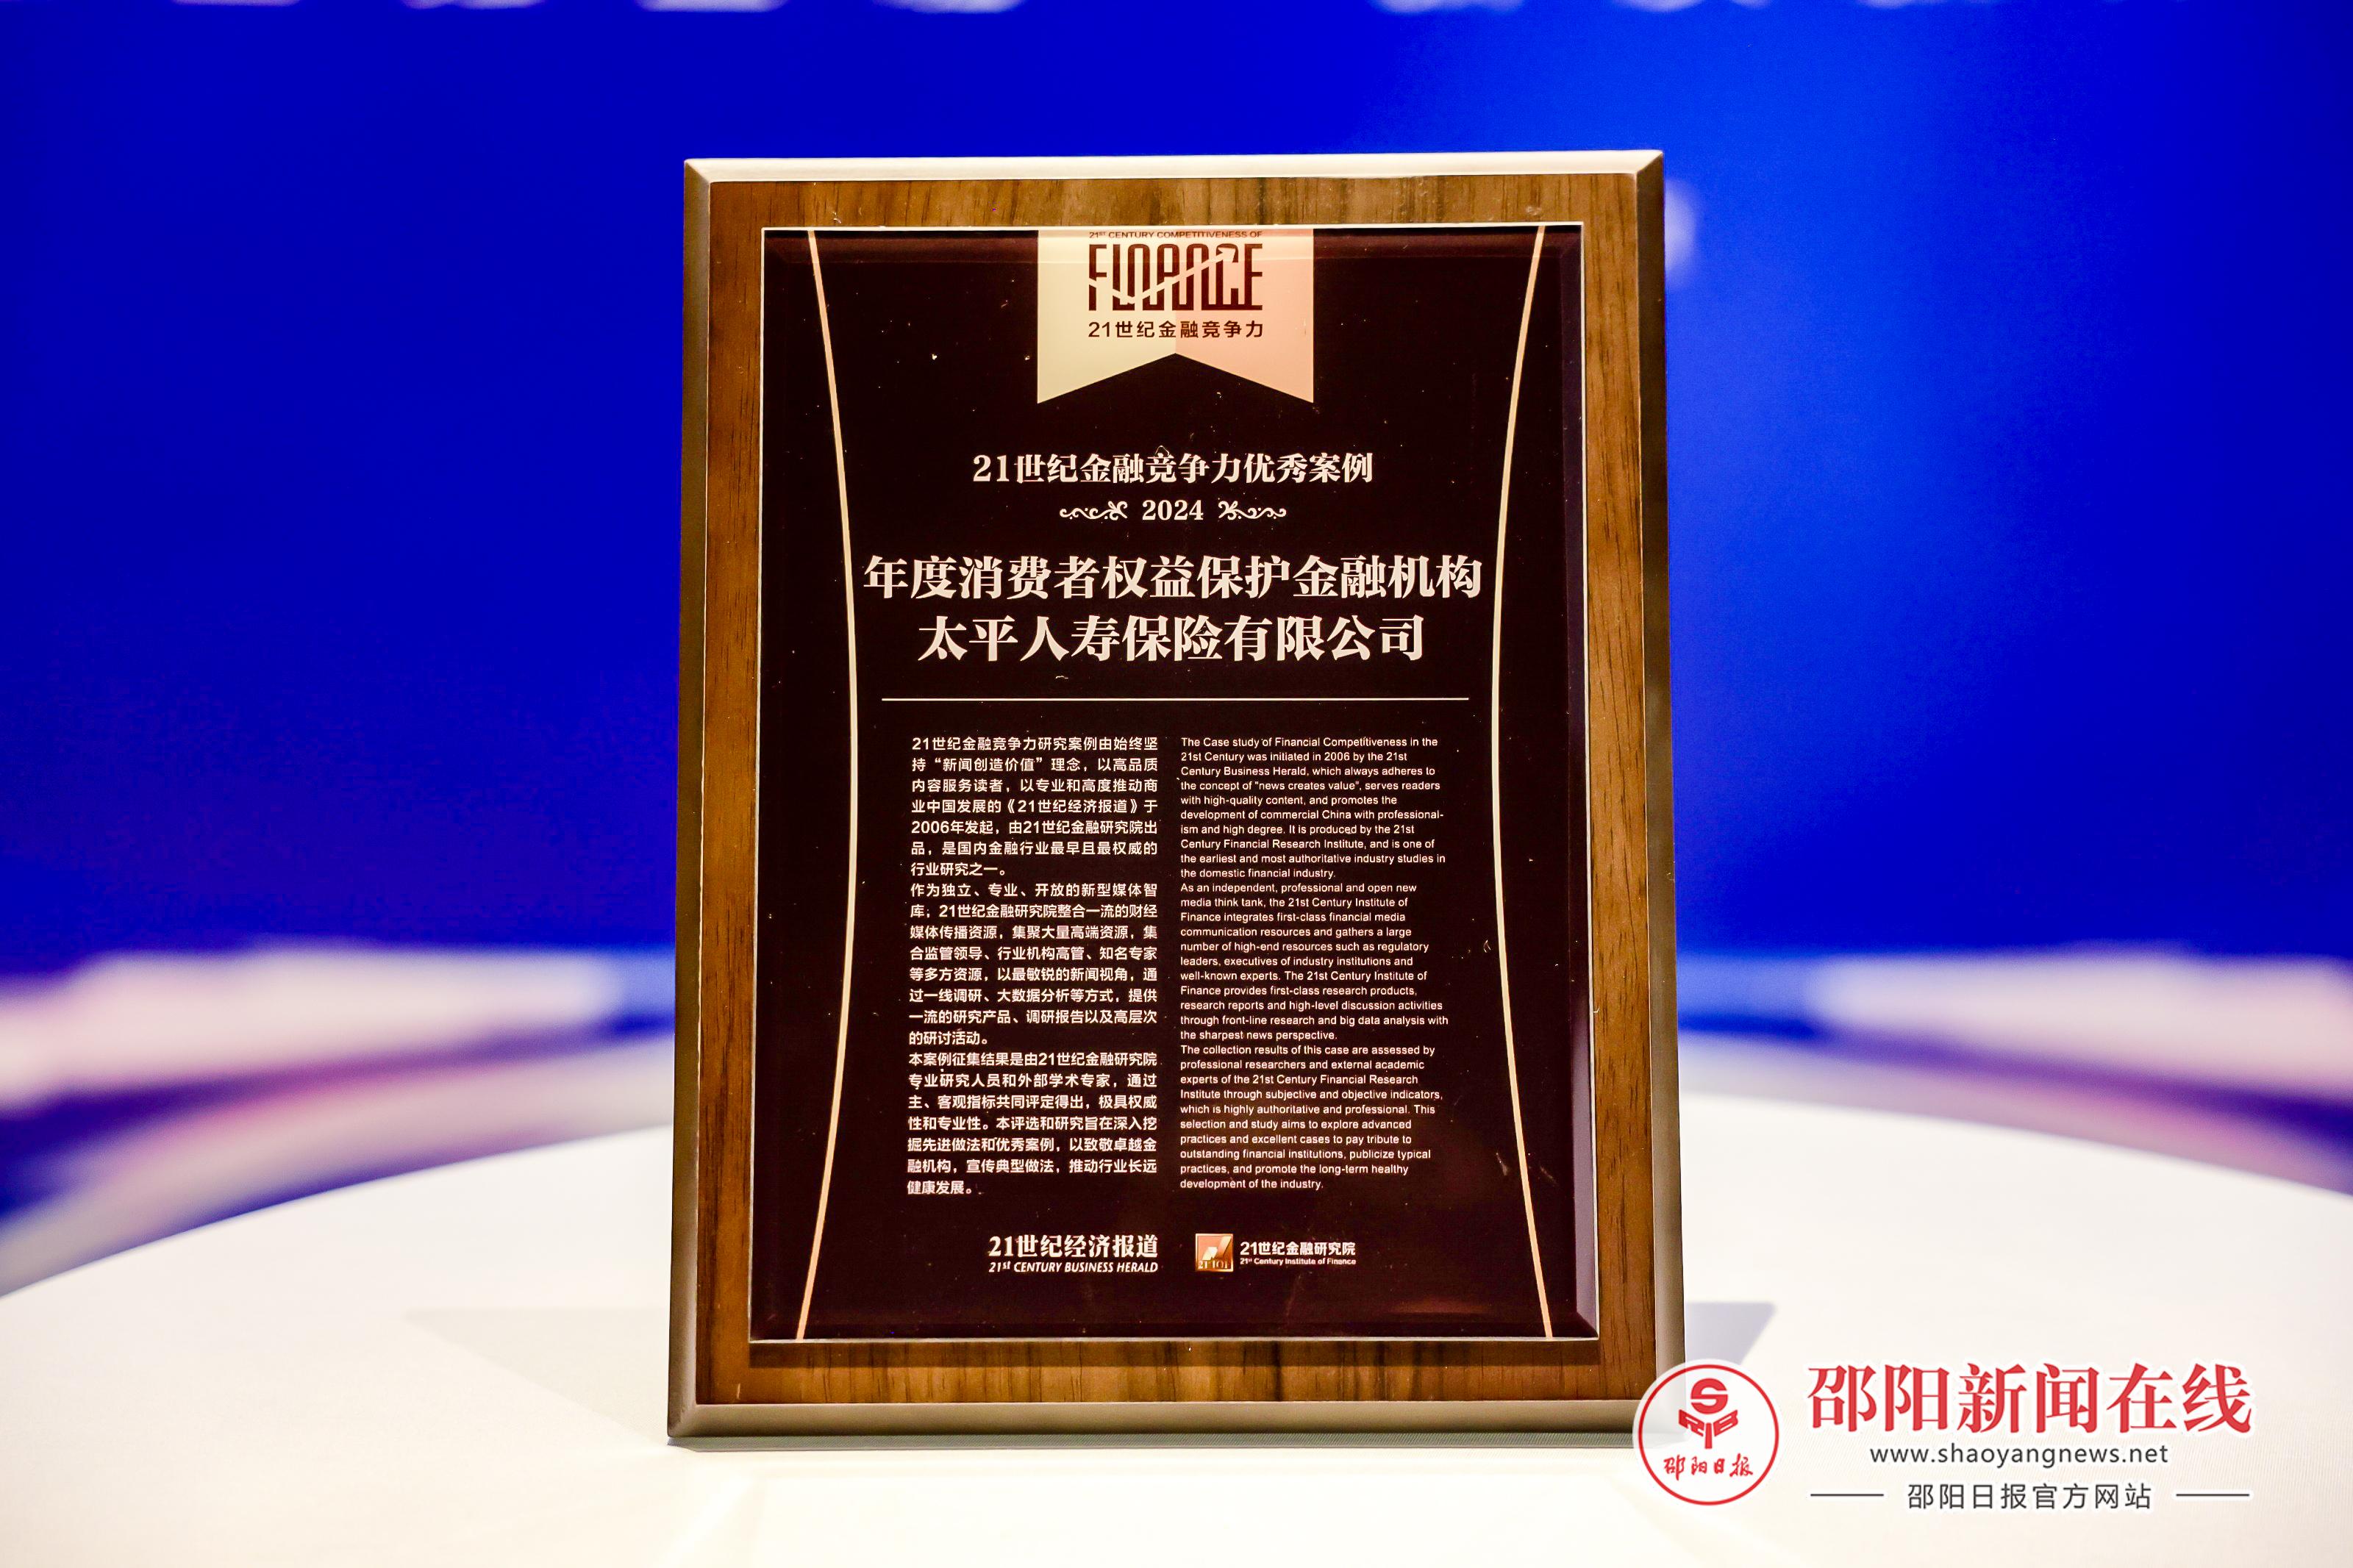 21ST CENTURY COMPETITIVENESS OF
FINANCE
21世纪金融竞争力
21世纪金融竞争力优秀案例
2024
年度消费者权益保护金融机构
太平人寿保险有限公司
21世纪金融竞争力研究案例由始终坚
持“新闻创造价值”理念，以高品质
内容服务读者，以专业和高度推动商
业中国发展的《21世纪经济报道》于
2006年发起，由21世纪金融研究院出
品，是国内金融行业最早且最权威的
行业研究之一。
作为独立、专业、开放的新型媒体智
库，21世纪金融研究院整合一流的财经
媒体传播资源，集聚大量高端资源，集
合监管领导、行业机构高管、知名专家
等多方资源，以最敏锐的新闻视角，通
过一线调研、大数据分析等方式，提供
一流的研究产品、调研报告以及高层次
的研讨活动。
本案例征集结果是由21世纪金融研究院
专业研究人员和外部学术专家，通过
主、客观指标共同评定得出，极具权威
性和专业性。本评选和研究旨在深入挖
掘先进做法和优秀案例，以致敬卓越金
融机构，宣传典型做法，推动行业长远
健康发展。
The Case study of Financial Competitiveness in the
21st Century was initiated in 2006 by the 21st
Century Business Herald, which always adheres to
the concept of "news creates value", serves readers
with high-quality content, and promotes the
development of commercial China with professional-
ism and high degree. It is produced by the 21st
Century Financial Research Institute, and is one of
the earliest and most authoritative industry studies in
the domestic financial industry.
As an independent, professional and open new
media think tank, the 21st Century Institute of
Finance integrates first-class financial media
communication resources and gathers a large
number of high-end resources such as regulatory
leaders, executives of industry institutions and
well-known experts. The 21st Century Institute of
Finance provides first-class research products,
research reports and high-level discussion activities
through front-line research and big data analysis with
the sharpest news perspective.
The collection results of this case are assessed by
professional researchers and external academic
experts of the 21st Century Financial Research
Institute through subjective and objective indicators,
which is highly authoritative and professional. This
selection and study aims to explore advanced
practices and excellent cases to pay tribute to
outstanding financial institutions, publicize typical
practices, and promote the long-term healthy
development of the industry.
21世纪经济报道
21st CENTURY BUSINESS HERALD
21世纪金融研究院
21st Century Institute of Finance
邵阳日报
邵阳新闻在线
www.shaoyangnews.net
邵阳日报官方网站